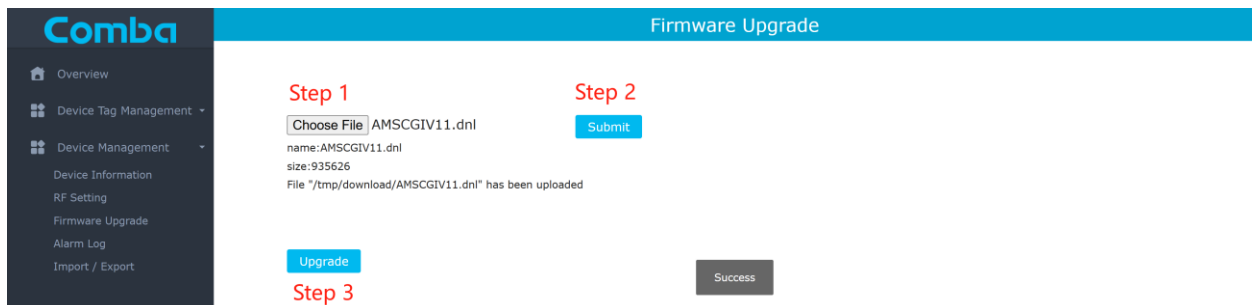 Comba
Firmware Upgrade
Overview
Device Tag Management
Device Management
Device Information
RF Setting
Firmware Upgrade
Alarm Log
Import / Export
Step 1
Step 2
Choose File AMSCGIV11.dnl
Submit
name:AMSCGIV11.dnl
size:935626
File "/tmp/download/AMSCGIV11.dnl" has been uploaded
Upgrade
Success
Step 3